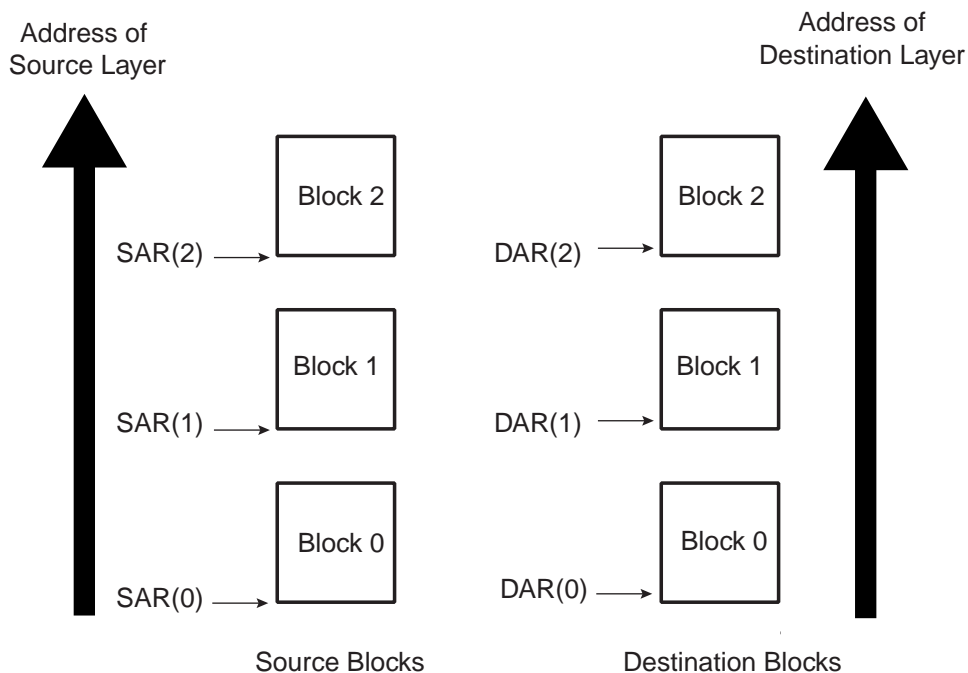 Address of
Source Layer
Address of
Destination Layer
Block 2
Block 2
SAR(2)
DAR(2)
Block 1
Block 1
SAR(1)
DAR(1)
Block 0
Block 0
SAR(0)
DAR(0)
Source Blocks
Destination Blocks